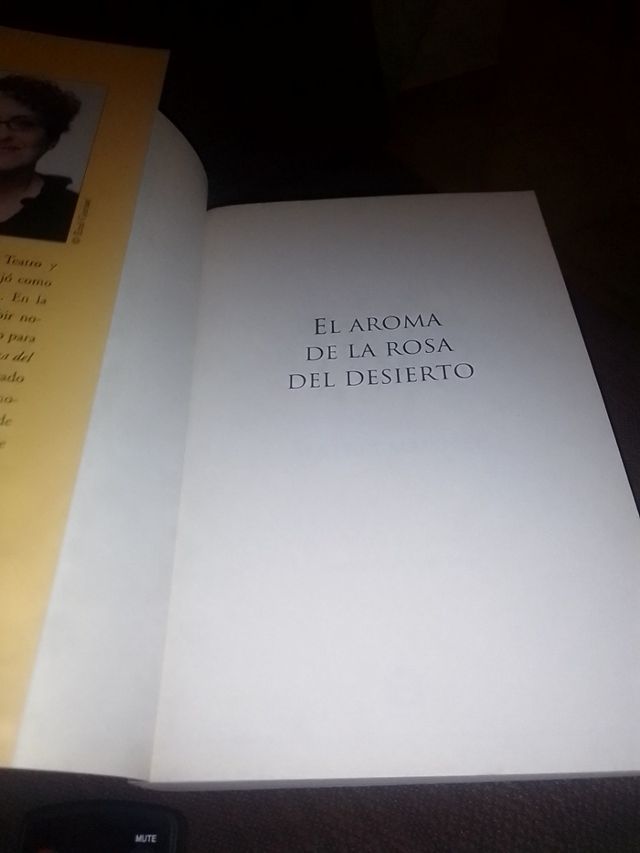 Teatro y
jó como
. En la
bir no-
o para
a del
ado
no-
de
e
EL AROMA
DE LA ROSA
DEL DESIERTO
MUTE